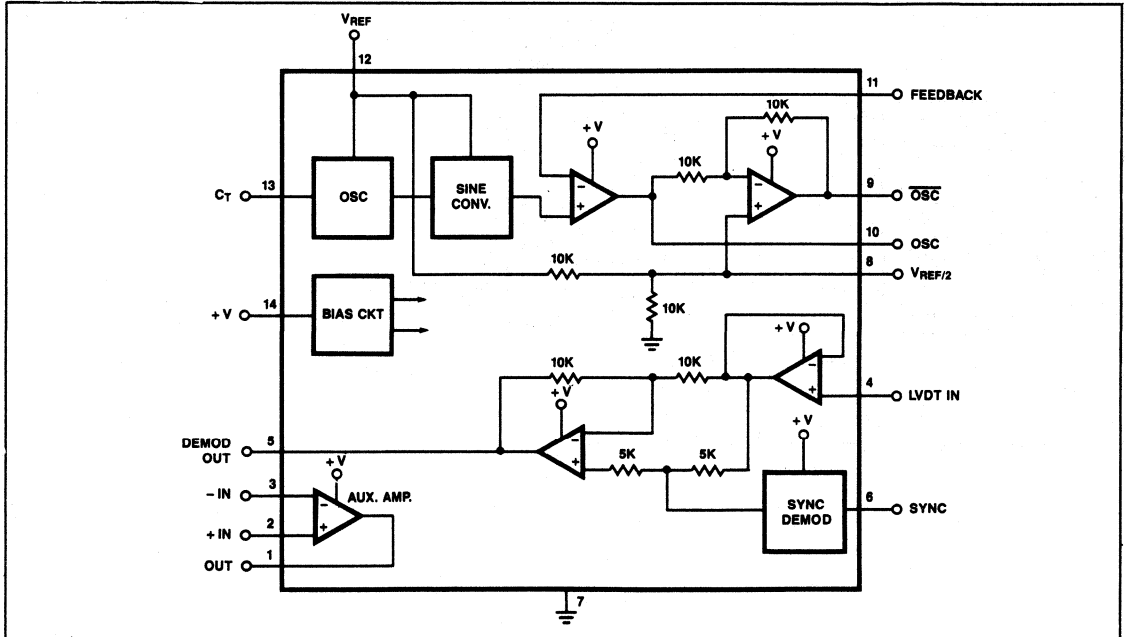 VREF
12
11
FEEDBACK
10K
+V
+V
10K
CT
13
OSC
SINE
CONV.
−
+
−
+
9
OSC
10
OSC
8
VREF/2
10K
10K
+V
14
BIAS CKT
+V
10K
10K
−
+
4
LVDT IN
+V
+V
DEMOD
OUT
5
−
+
5K
5K
+V
− IN
3
AUX. AMP.
−
+
SYNC
DEMOD
6
SYNC
+ IN
2
OUT
1
7